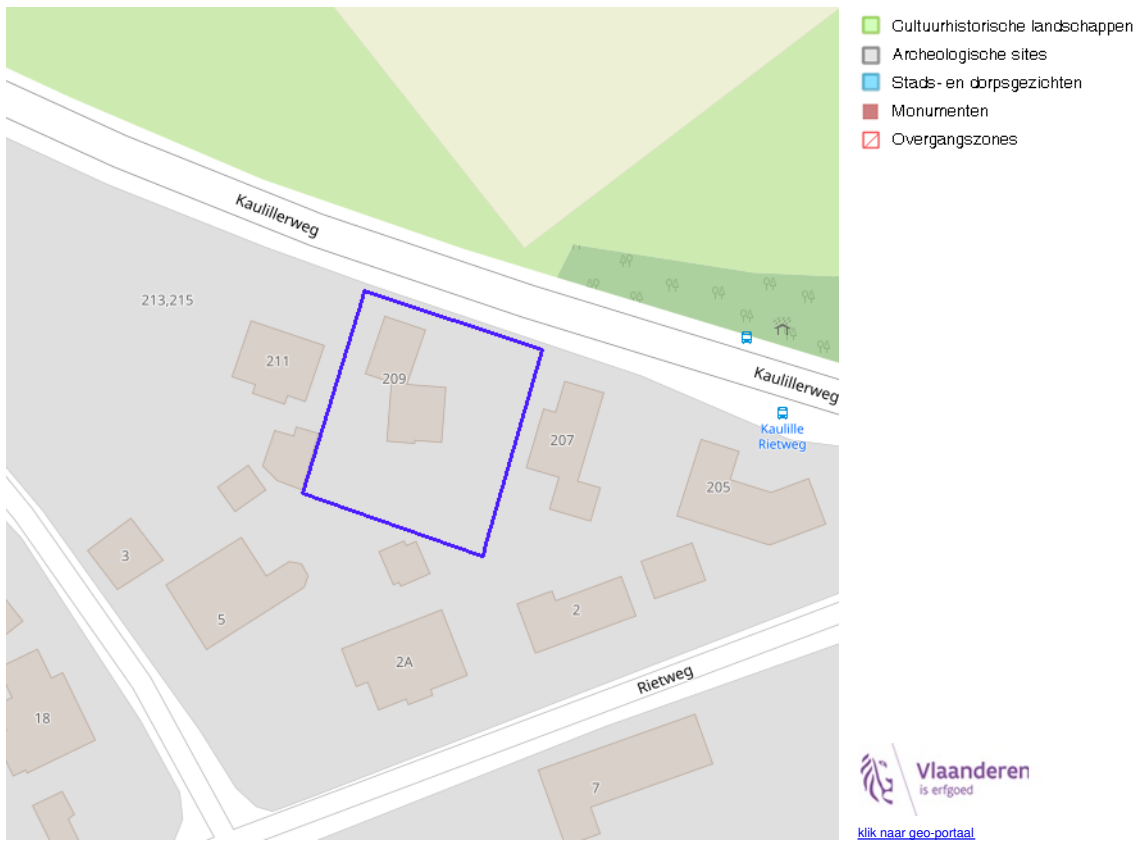 Kaulillerweg
213,215
211
209
207
205
Kaulillerweg
Kaulille
Rietweg
3
5
2
2A
18
Rietweg
7
Cultuurhistorische landschappen
Archeologische sites
Stads- en dorpsgezichten
Monumenten
Overgangszones
Vlaanderen
is erfgoed
klik naar geo-portaal